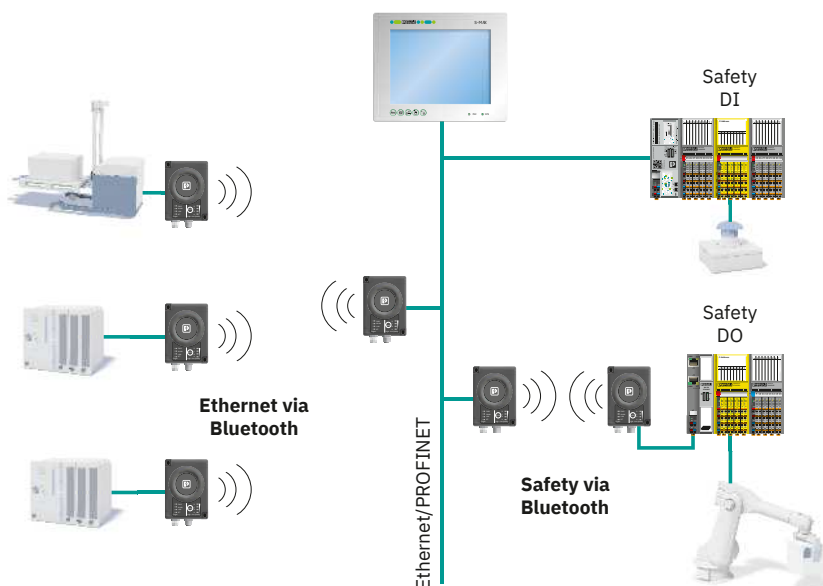 Safety
DI
Safety
DO
Ethernet via
Bluetooth
Safety via
Bluetooth
Ethernet/PROFINET